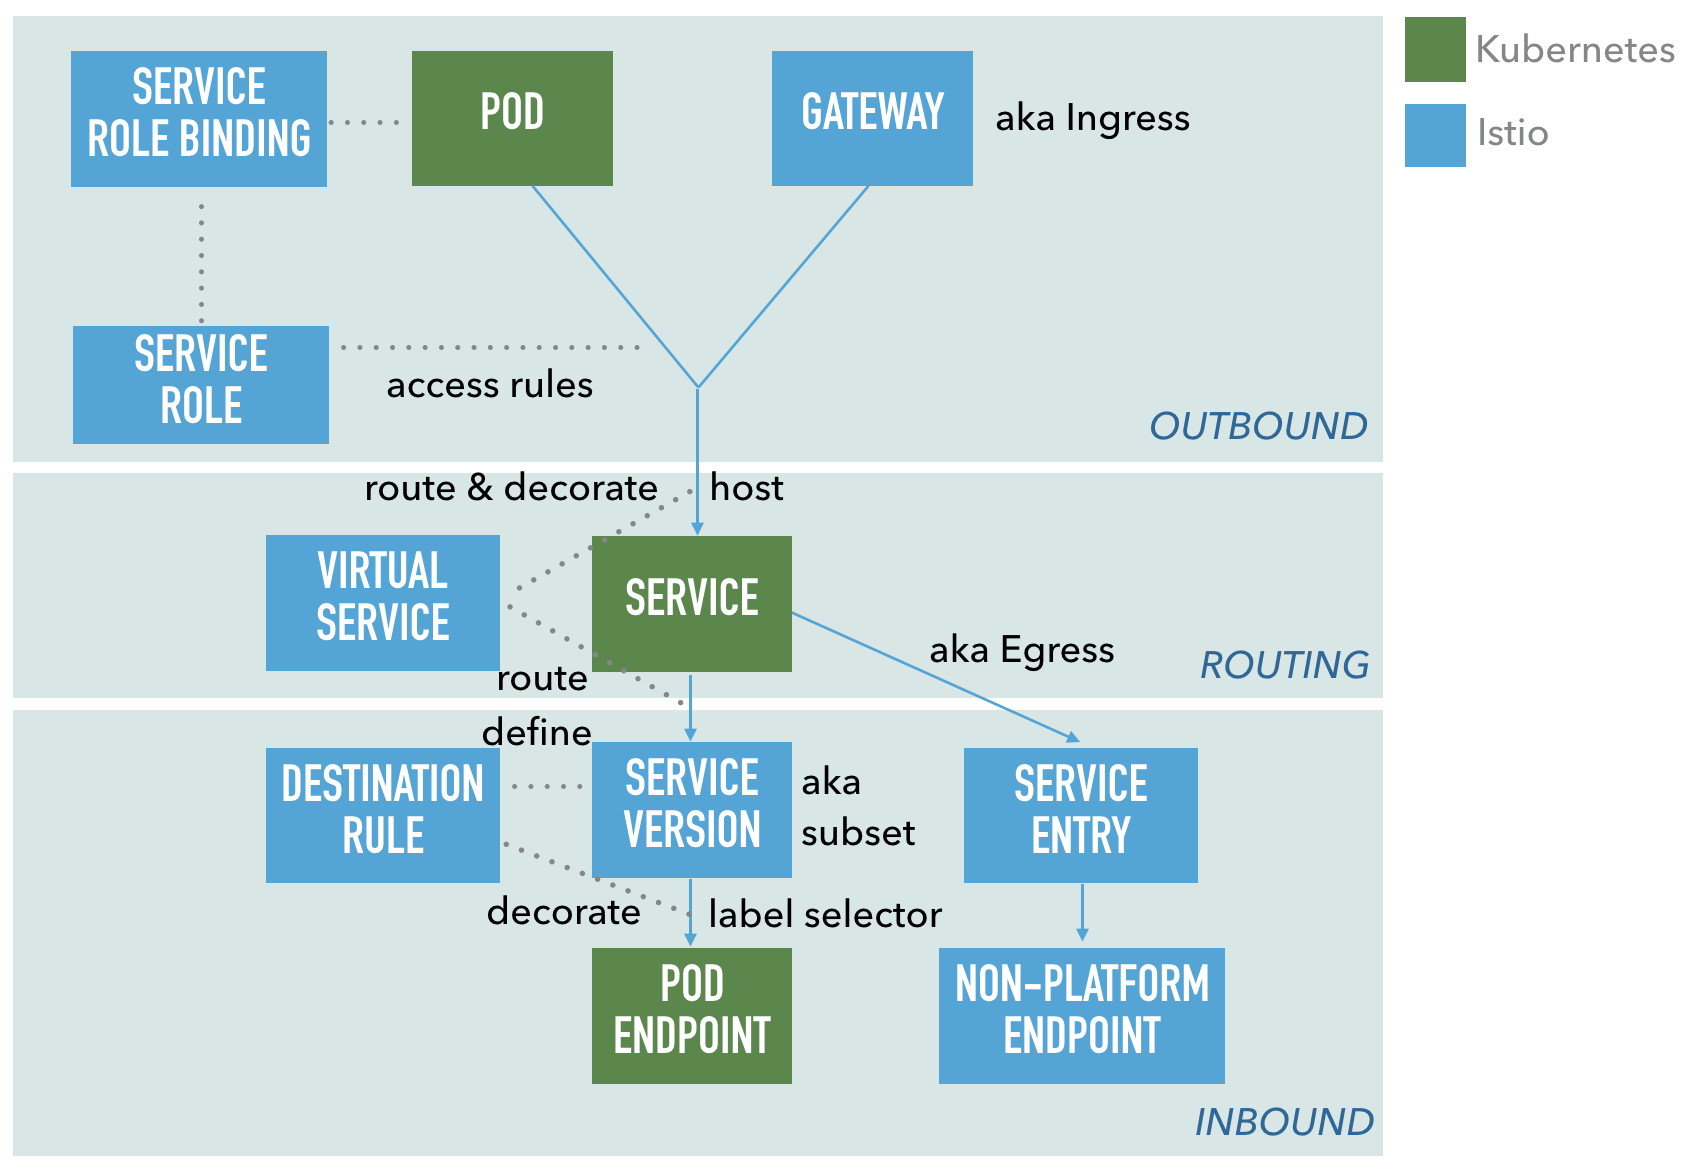 SERVICE
ROLE BINDING
POD
GATEWAY
aka Ingress
Kubernetes
Istio
SERVICE
ROLE
access rules
OUTBOUND
route & decorate
host
VIRTUAL
SERVICE
SERVICE
route
aka Egress
ROUTING
define
DESTINATION
RULE
SERVICE
VERSION
aka
subset
SERVICE
ENTRY
decorate
label selector
POD
ENDPOINT
NON-PLATFORM
ENDPOINT
INBOUND